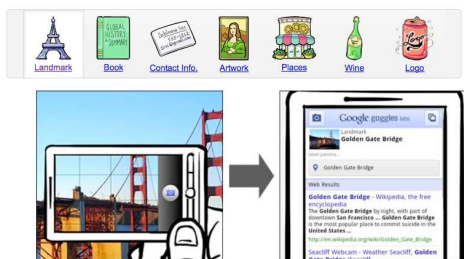 GLOBAL
HISTORY
SUMMARY
Landmark
Book
Contact Info.
Artwork
Places
Wine
Logo
Google goggles labs
Landmark
Golden Gate Bridge
Golden Gate Bridge
Web Results
Golden Gate Bridge - Wikipedia, the free
encyclopedia
The Golden Gate Bridge by night, with part of
downtown San Francisco ... Golden Gate Bridge
is the most popular place to commit suicide in the
United States ...
http://en.wikipedia.org/wiki/Golden_Gate_Bridge
Seacliff Webcam - Weather Seacliff, Golden